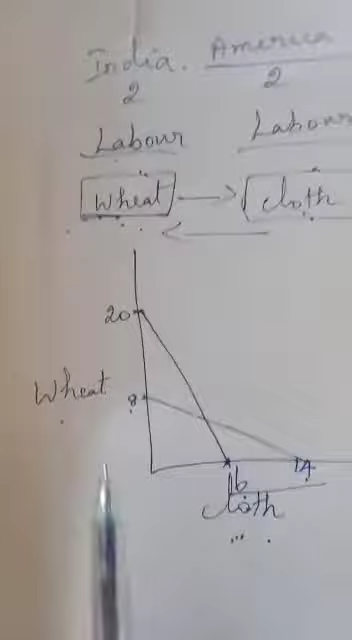 India. America
2 2
Labour Labour
Wheat cloth
20
Wheat 8
16 14
cloth